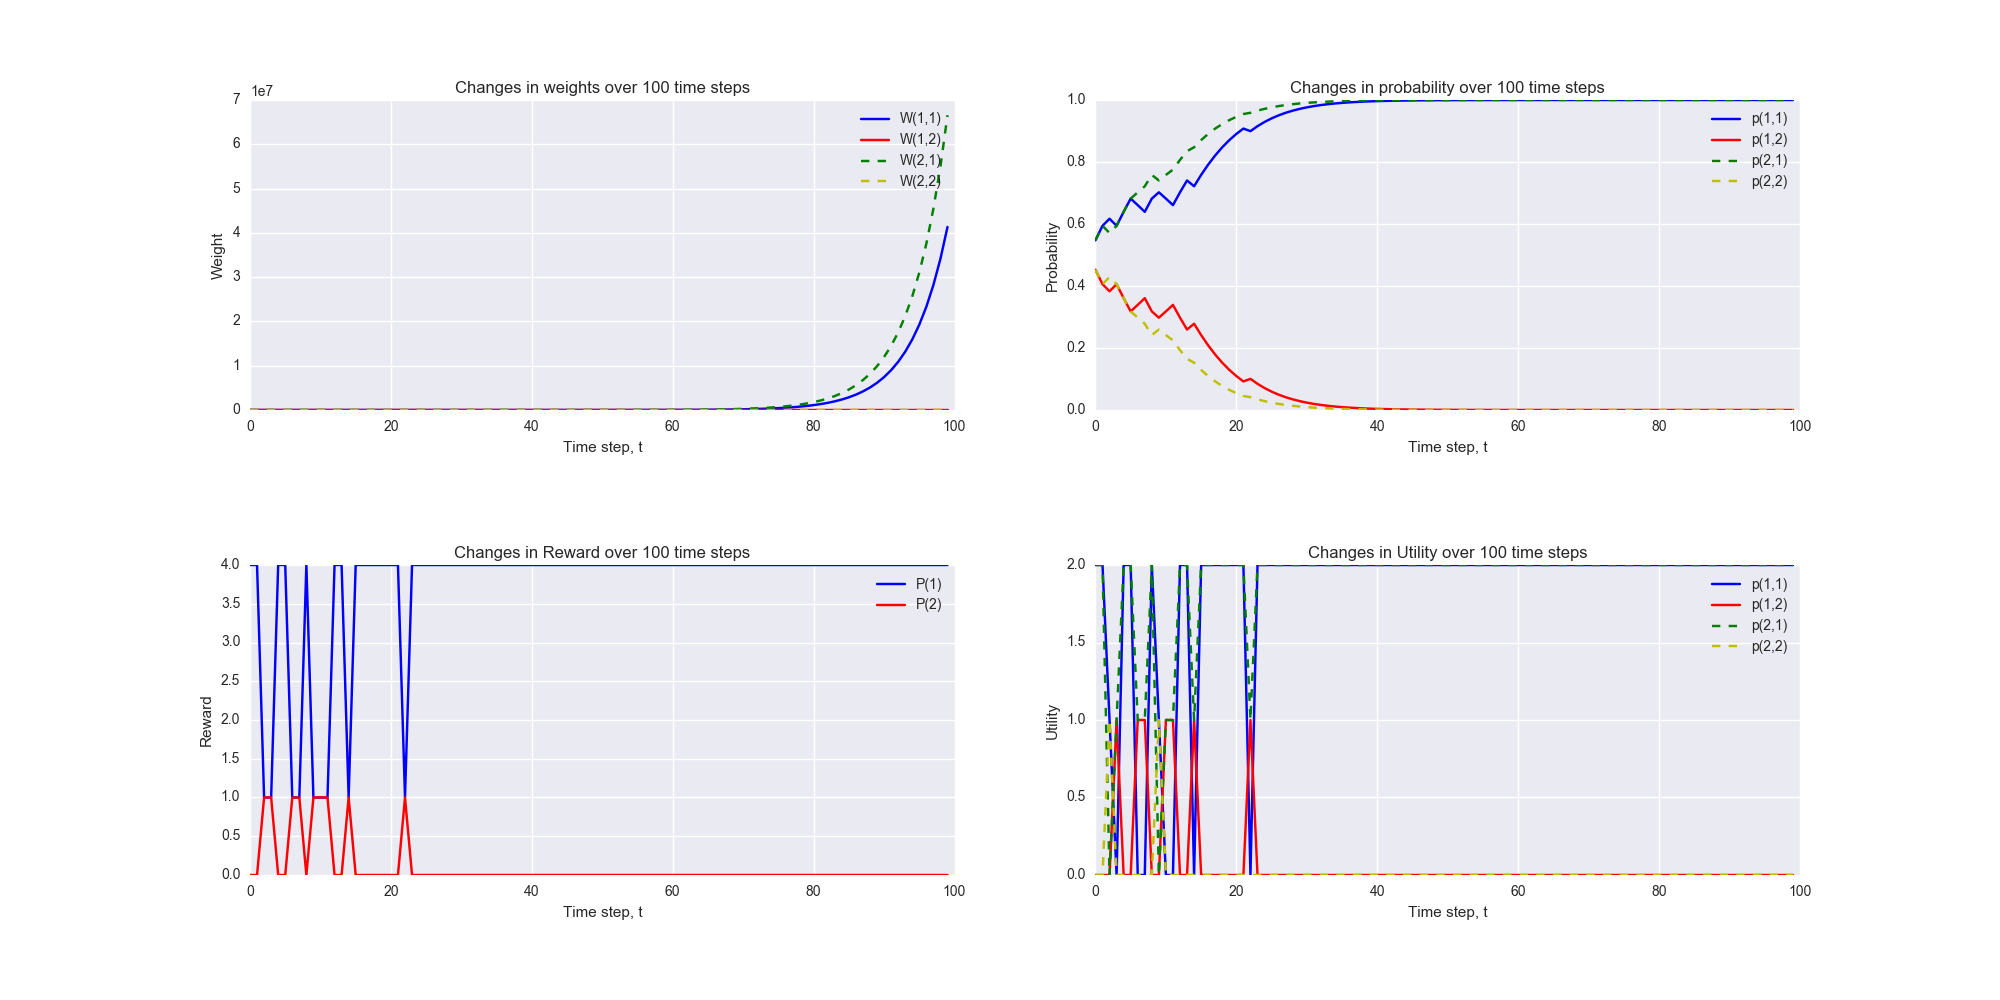 Changes in weights over 100 time steps
1e7
7
6
5
4
3
2
1
0
Weight
0 20 40 60 80 100
Time step, t
W(1,1)
W(1,2)
W(2,1)
W(2,2)
Changes in probability over 100 time steps
1.0
0.8
0.6
0.4
0.2
0.0
Probability
0 20 40 60 80 100
Time step, t
p(1,1)
p(1,2)
p(2,1)
p(2,2)
Changes in Reward over 100 time steps
4.0
3.5
3.0
2.5
2.0
1.5
1.0
0.5
0.0
Reward
0 20 40 60 80 100
Time step, t
P(1)
P(2)
Changes in Utility over 100 time steps
2.0
1.5
1.0
0.5
0.0
Utility
0 20 40 60 80 100
Time step, t
p(1,1)
p(1,2)
p(2,1)
p(2,2)